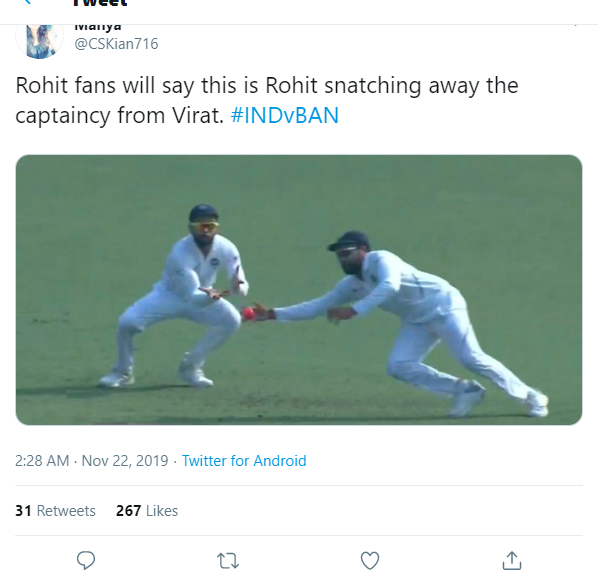 Tweet
Manya
@CSKian716
Rohit fans will say this is Rohit snatching away the
captaincy from Virat. #INDvBAN
2:28 AM · Nov 22, 2019 · Twitter for Android
31 Retweets 267 Likes